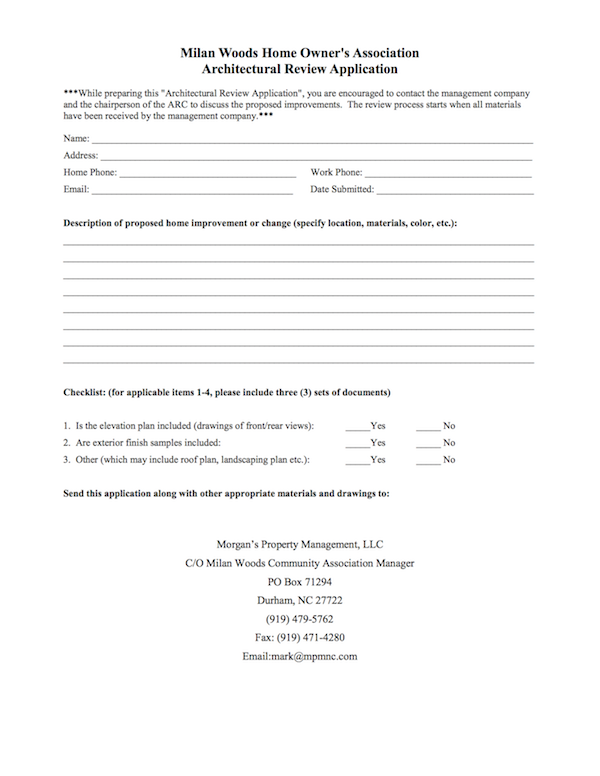 Milan Woods Home Owner's Association
Architectural Review Application
***While preparing this "Architectural Review Application", you are encouraged to contact the management company
and the chairperson of the ARC to discuss the proposed improvements. The review process starts when all materials
have been received by the management company.***
Name: ____
Address: ____
Home Phone: ____ Work Phone: ____
Email: ____ Date Submitted: ____
Description of proposed home improvement or change (specify location, materials, color, etc.):
Checklist: (for applicable items 1-4, please include three (3) sets of documents)
1. Is the elevation plan included (drawings of front/rear views): _____Yes _____ No
2. Are exterior finish samples included: _____Yes _____ No
3. Other (which may include roof plan, landscaping plan etc.): _____Yes _____ No
Send this application along with other appropriate materials and drawings to:
Morgan's Property Management, LLC
C/O Milan Woods Community Association Manager
PO Box 71294
Durham, NC 27722
(919) 479-5762
Fax: (919) 471-4280
Email:mark@mpmnc.com